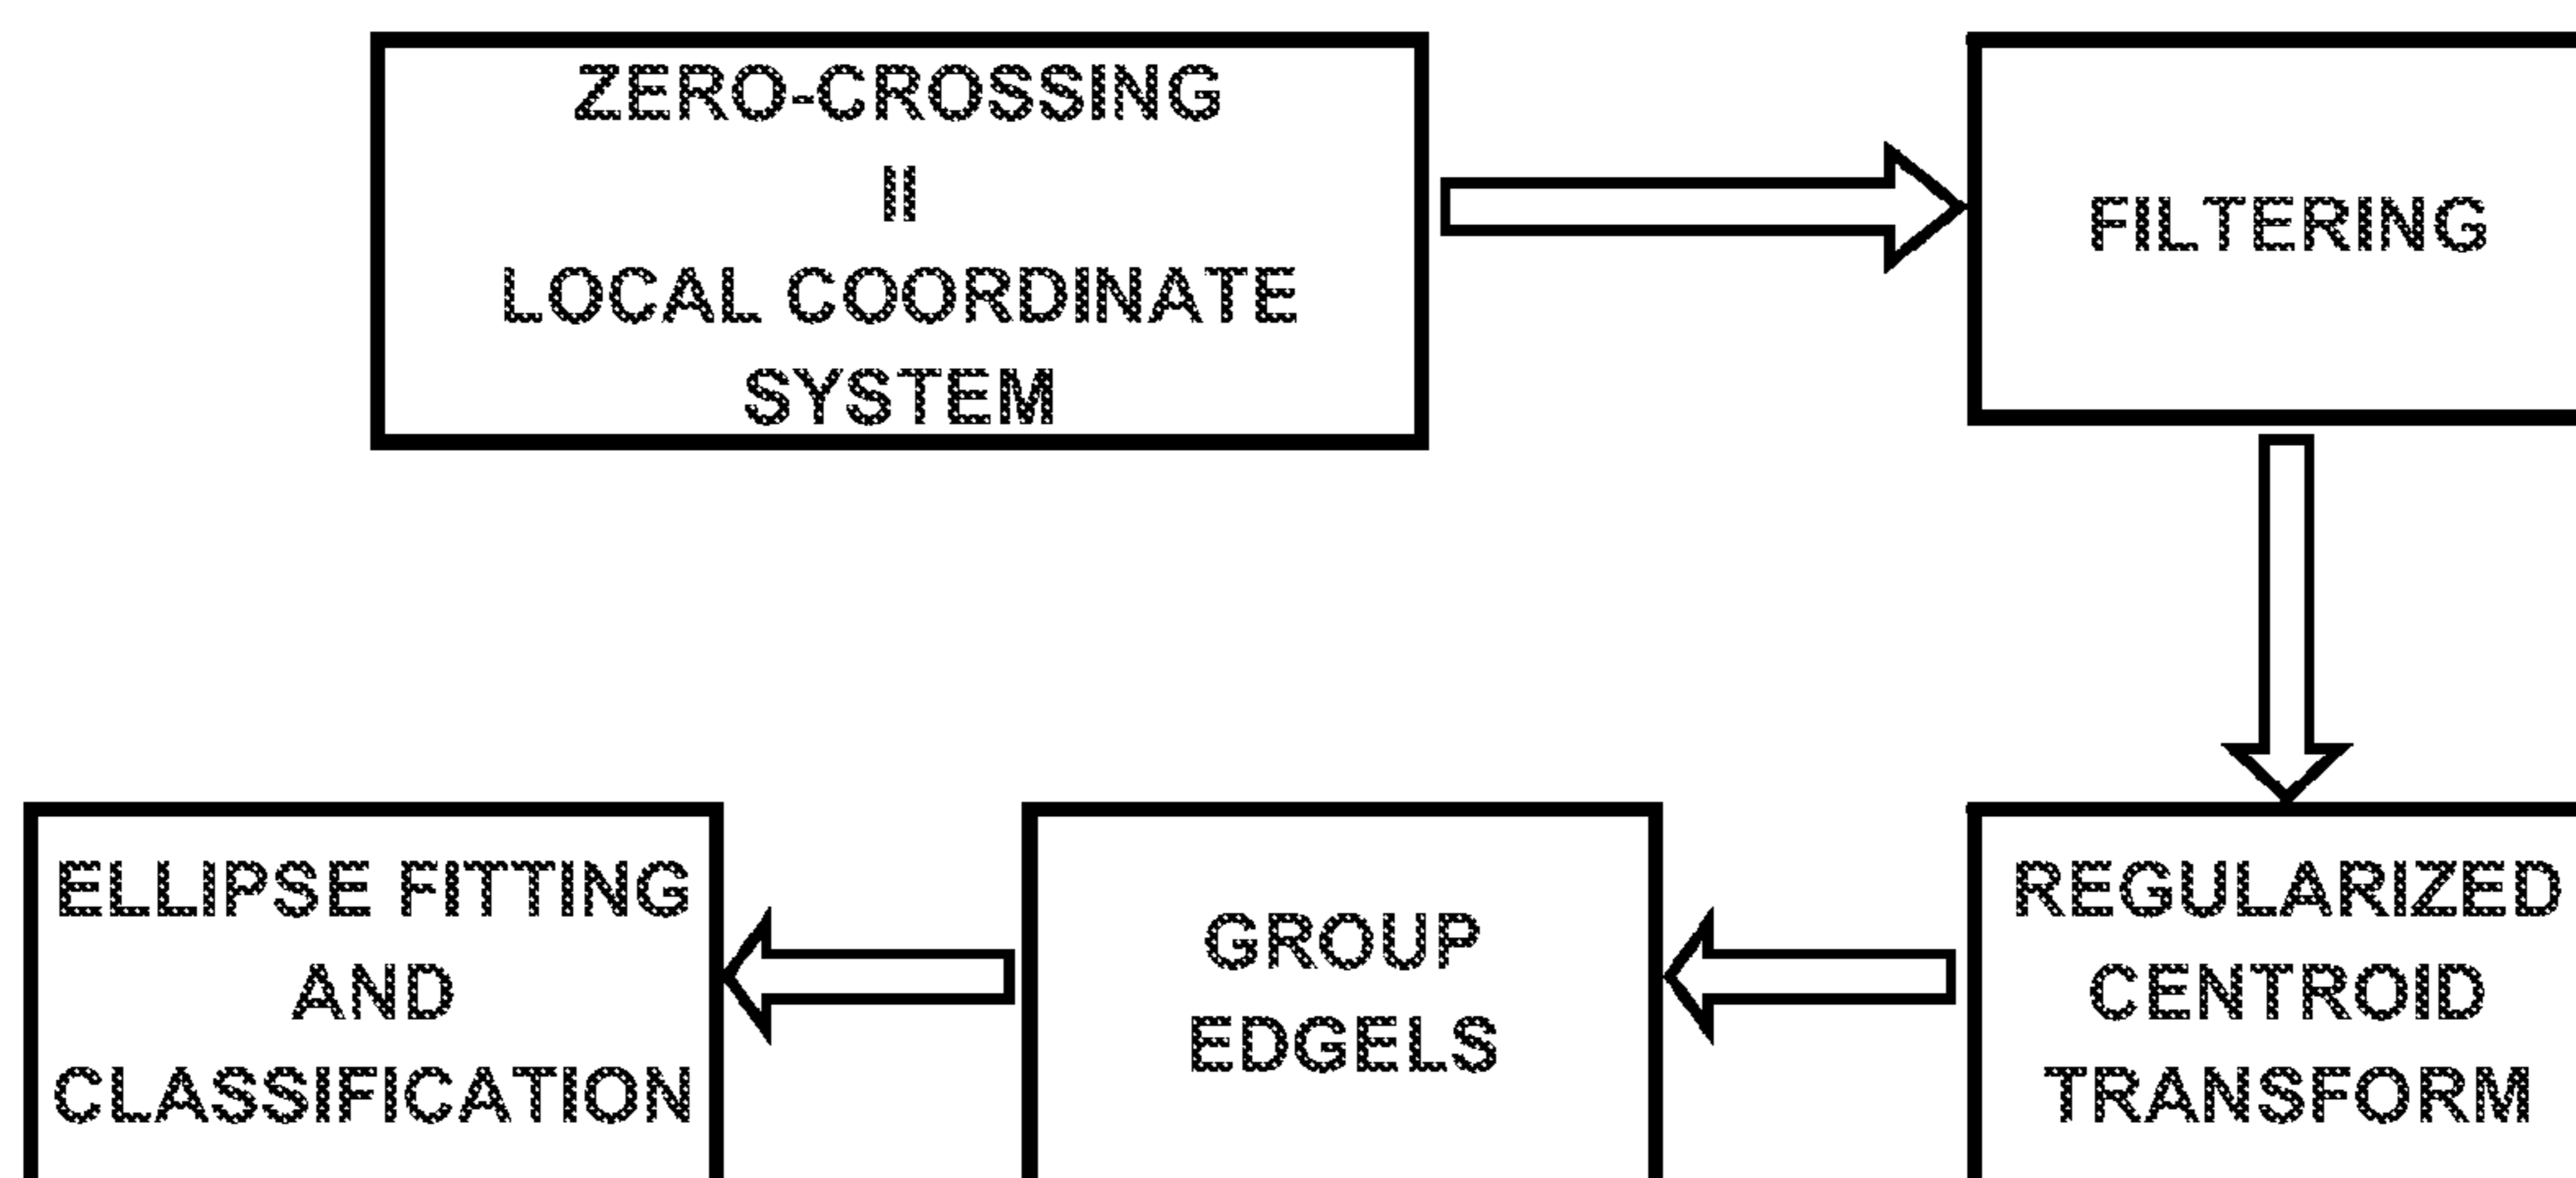 ZERO-CROSSING
II
LOCAL COORDINATE
SYSTEM
FILTERING
REGULARIZED
CENTROID
TRANSFORM
GROUP
EDGELS
ELLIPSE FITTING
AND
CLASSIFICATION